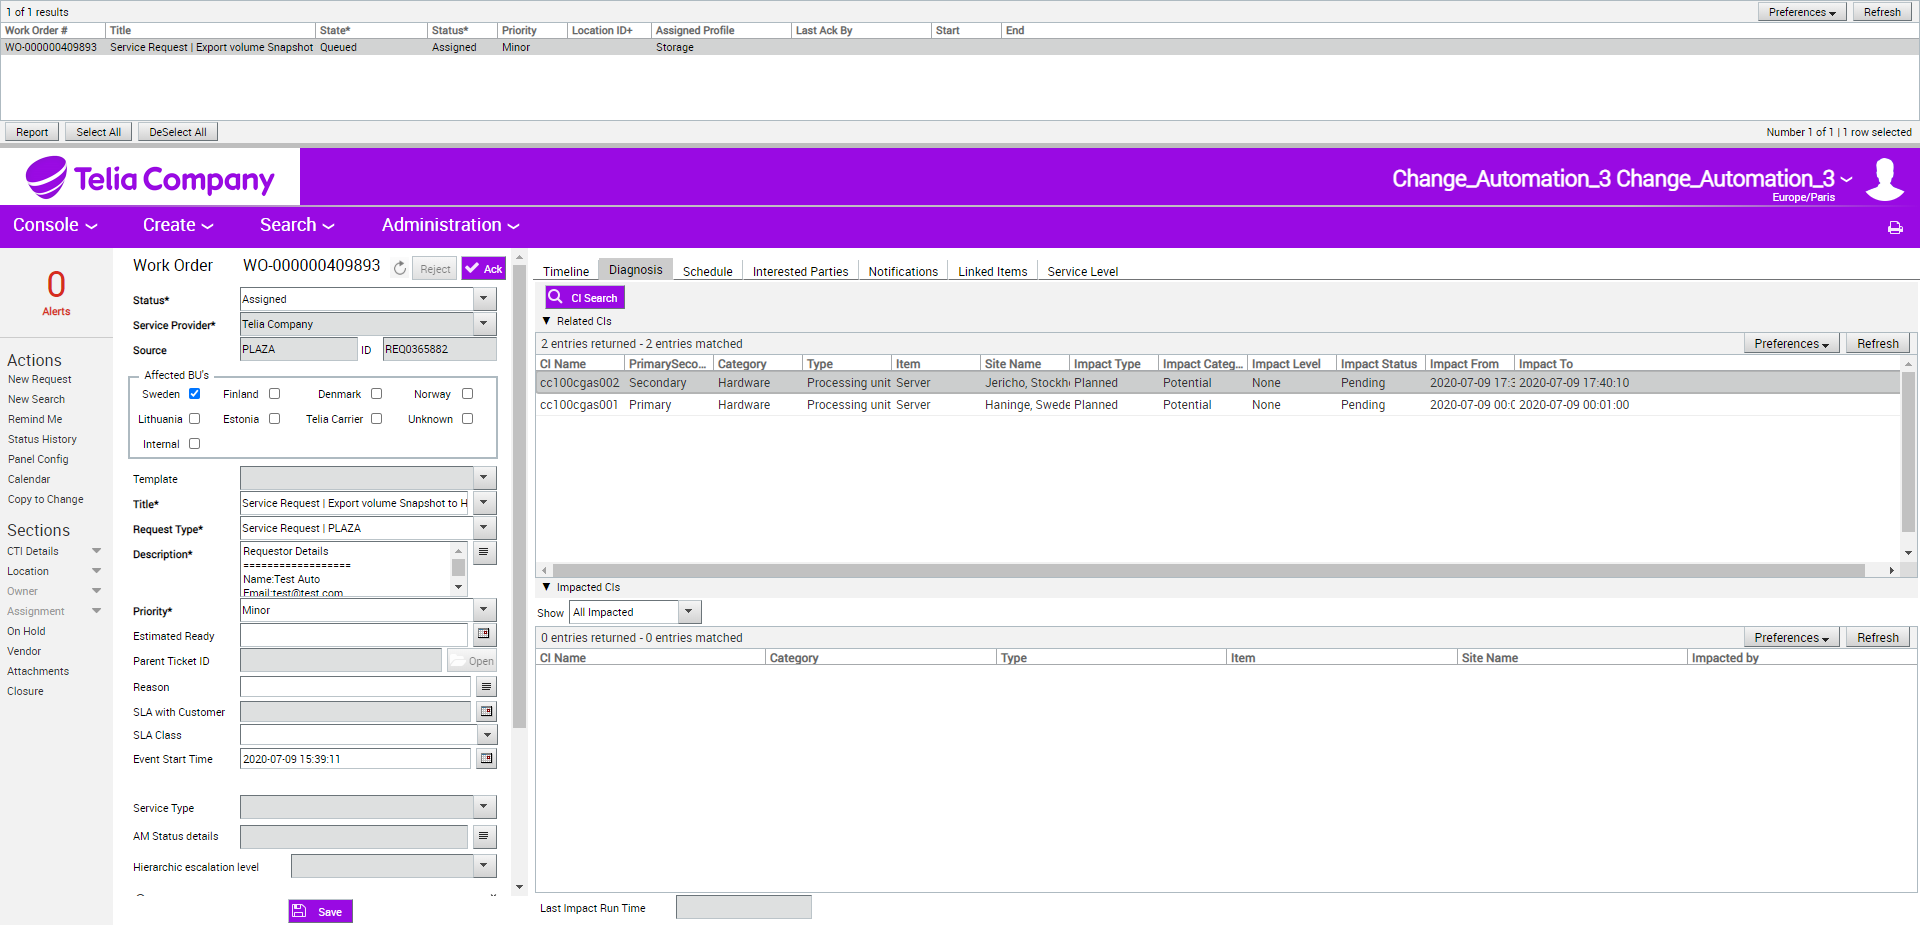 1 of 1 results
Preferences Refresh
Work Order # Title State* Status* Priority Location ID+ Assigned Profile Last Ack By Start End
WO-000000409893 Service Request | Export volume Snapshot Queued Assigned Minor Storage
Report Select All DeSelect All Number 1 of 1 | 1 row selected
Telia Company
Change_Automation_3 Change_Automation_3
Europe/Paris
Console Create Search Administration
0
Alerts
Actions
New Request
New Search
Remind Me
Status History
Panel Config
Calendar
Copy to Change
Sections
CTI Details
Location
Owner
Assignment
On Hold
Vendor
Attachments
Closure
Work Order WO-000000409893 Reject Ack
Status* Assigned
Service Provider* Telia Company
Source PLAZA ID REQ0365882
Affected BU's
Sweden Finland Denmark Norway
Lithuania Estonia Telia Carrier Unknown
Internal
Template
Title* Service Request | Export volume Snapshot to H
Request Type* Service Request | PLAZA
Description* Requestor Details
==================
Name:Test Auto
Email:test@test.com
Priority* Minor
Estimated Ready
Parent Ticket ID Open
Reason
SLA with Customer
SLA Class
Event Start Time 2020-07-09 15:39:11
Service Type
AM Status details
Hierarchic escalation level
Save
Timeline Diagnosis Schedule Interested Parties Notifications Linked Items Service Level
CI Search
Related CIs
2 entries returned - 2 entries matched Preferences Refresh
CI Name PrimarySeco... Category Type Item Site Name Impact Type Impact Categ... Impact Level Impact Status Impact From Impact To
cc100cgas002 Secondary Hardware Processing unit Server Jericho, Stockh Planned Potential None Pending 2020-07-09 17:3 2020-07-09 17:40:10
cc100cgas001 Primary Hardware Processing unit Server Haninge, Swede Planned Potential None Pending 2020-07-09 00:0 2020-07-09 00:01:00
Impacted CIs
Show All Impacted
0 entries returned - 0 entries matched Preferences Refresh
CI Name Category Type Item Site Name Impacted by
Last Impact Run Time